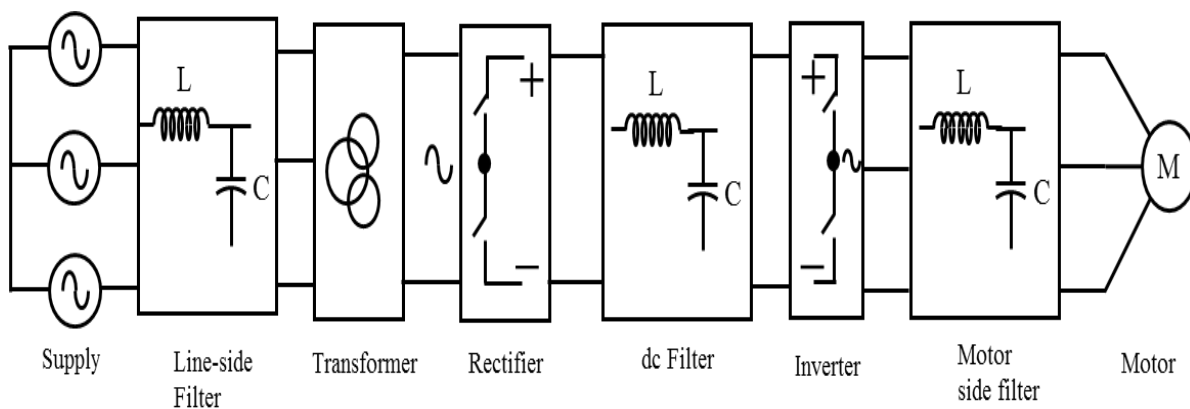 L
C
+
−
L
C
+
−
L
C
M
Supply
Line-side
Filter
Transformer
Rectifier
dc Filter
Inverter
Motor
side filter
Motor